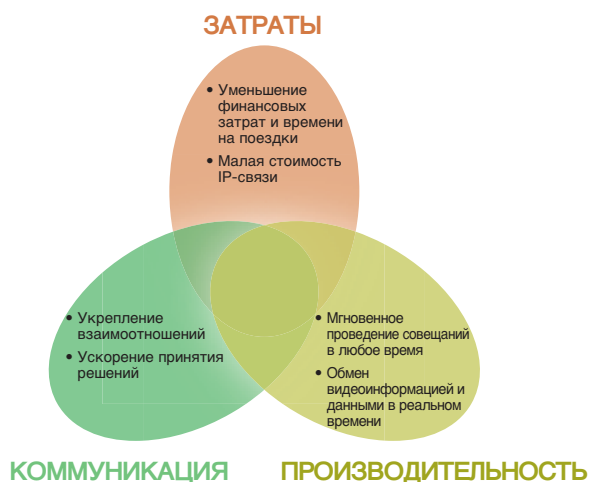 ЗАТРАТЫ
• Уменьшение
финансовых
затрат и времени
на поездки
• Малая стоимость
IP-связи
• Укрепление
взаимоотношений
• Ускорение принятия
решений
• Мгновенное
проведение совещаний
в любое время
• Обмен
видеоинформацией и
данными в реальном
времени
КОММУНИКАЦИЯ
ПРОИЗВОДИТЕЛЬНОСТЬ